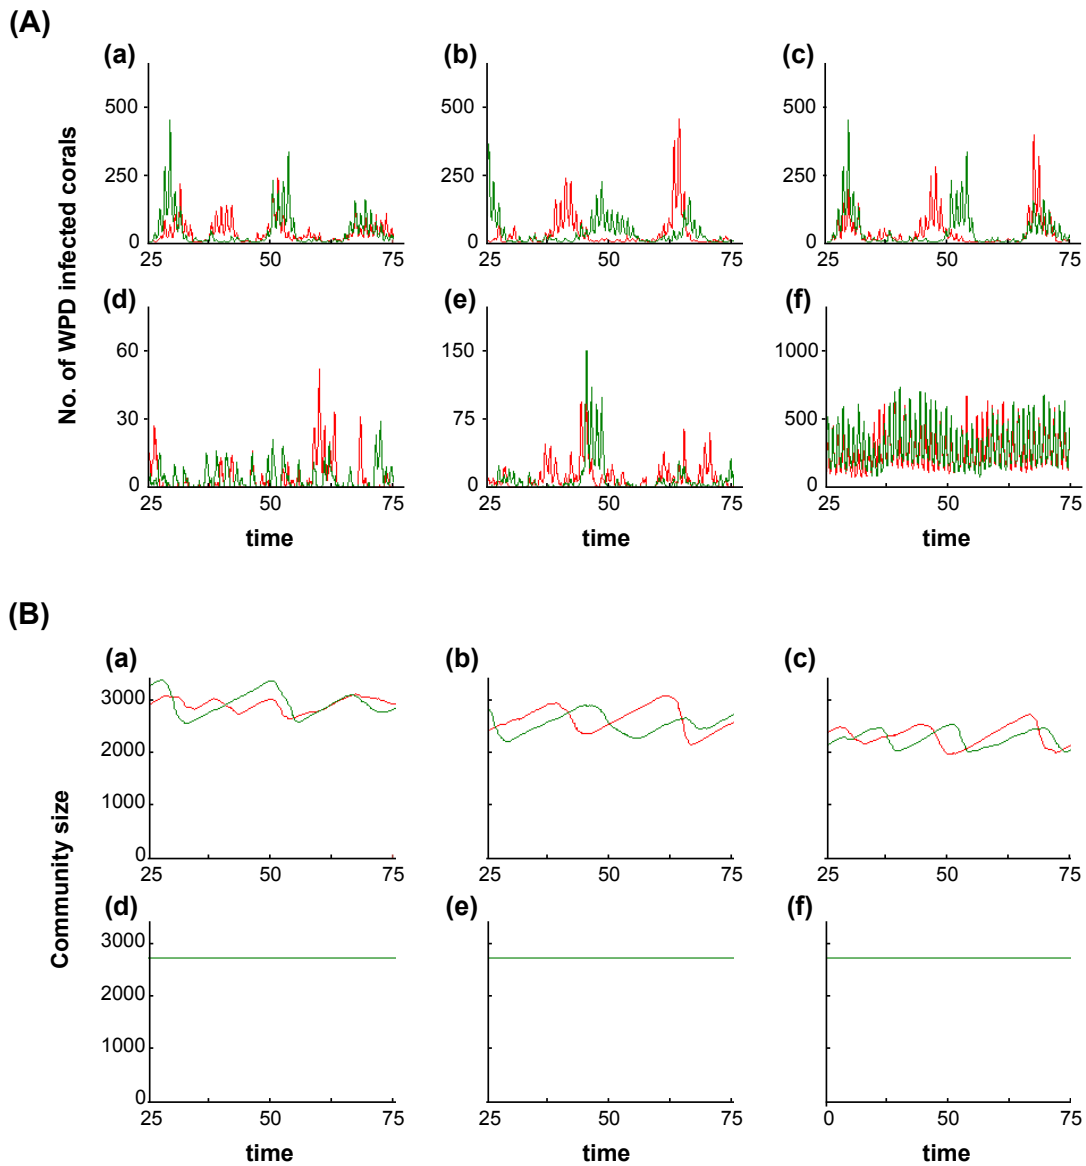 (A)
(a) (b) (c)
No. of WPD infected corals
500 500 500
250 250 250
0 0 0
25 50 75 25 50 75 25 50 75
(d) (e) (f)
60 150 1000
30 75 500
0 0 0
25 50 75 25 50 75 25 50 75
time time time
(B)
(a) (b) (c)
Community size
3000
2000
1000
0
25 50 75 25 50 75 25 50 75
(d) (e) (f)
3000
2000
1000
0
25 50 75 25 50 75 0 50 75
time time time